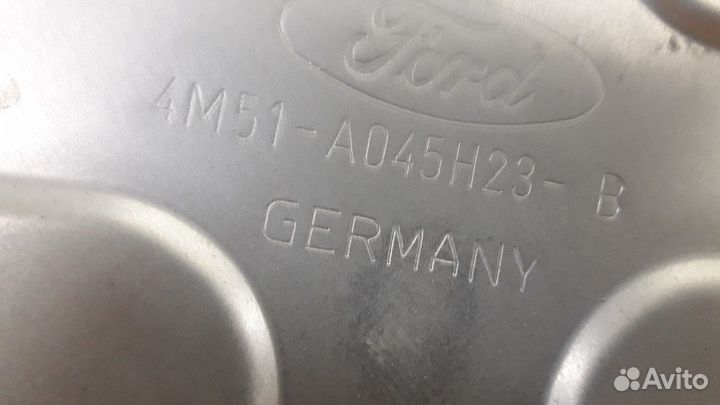 Ford
4M51-A045H23- B
GERMANY
Avito